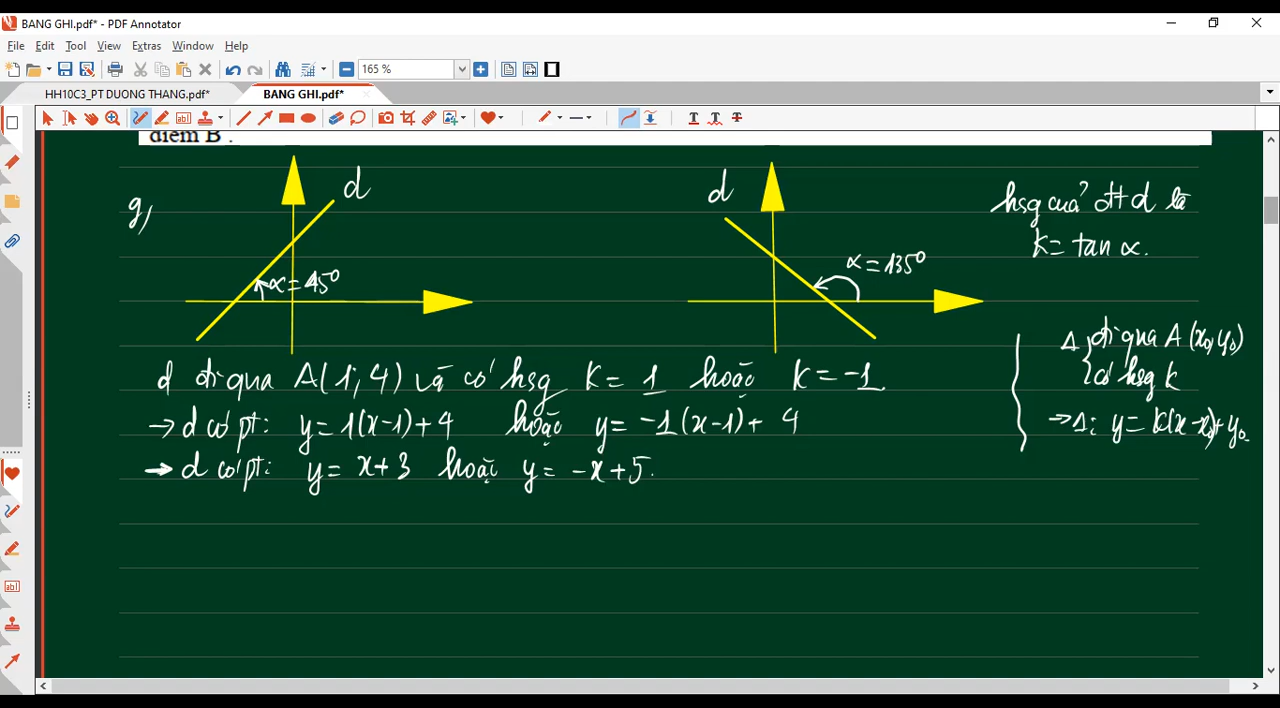 BANG GHI.pdf* - PDF Annotator
File Edit Tool View Extras Window Help
165 %
HH10C3_PT DUONG THANG.pdf* BANG GHI.pdf*
điểm B .
g) d d
α = 45°
α = 135°
hsg của đt d là
K = tan α.
d đi qua A(1; 4) và có hsg K = 1 hoặc K = -1.
→ d có pt: y = 1(x-1) + 4 hoặc y = -1(x-1) + 4
→ d có pt: y = x + 3 hoặc y = -x + 5.
Δ { đi qua A (x₀, y₀)
có hsg k
→ Δ: y = K(x - x₀) + y₀